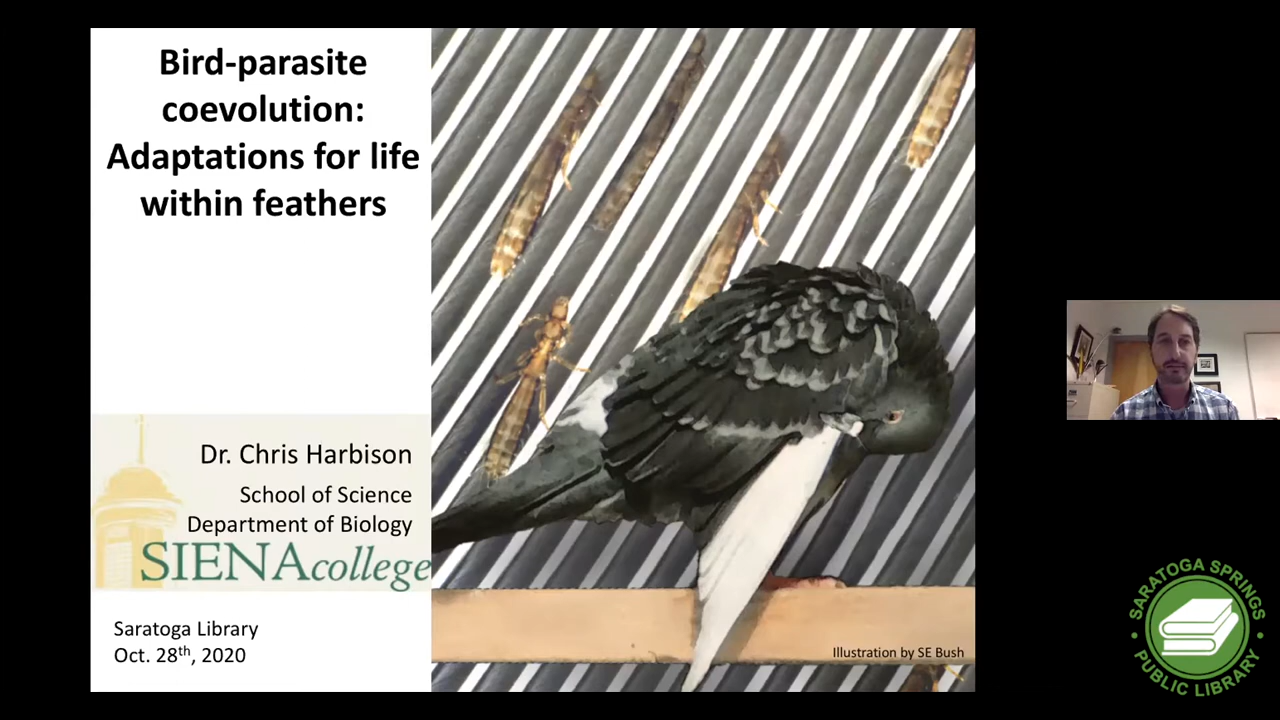 Bird-parasite
coevolution:
Adaptations for life
within feathers
Dr. Chris Harbison
School of Science
Department of Biology
SIENAcollege
Saratoga Library
Oct. 28th, 2020
Illustration by SE Bush
SARATOGA SPRINGS
PUBLIC LIBRARY